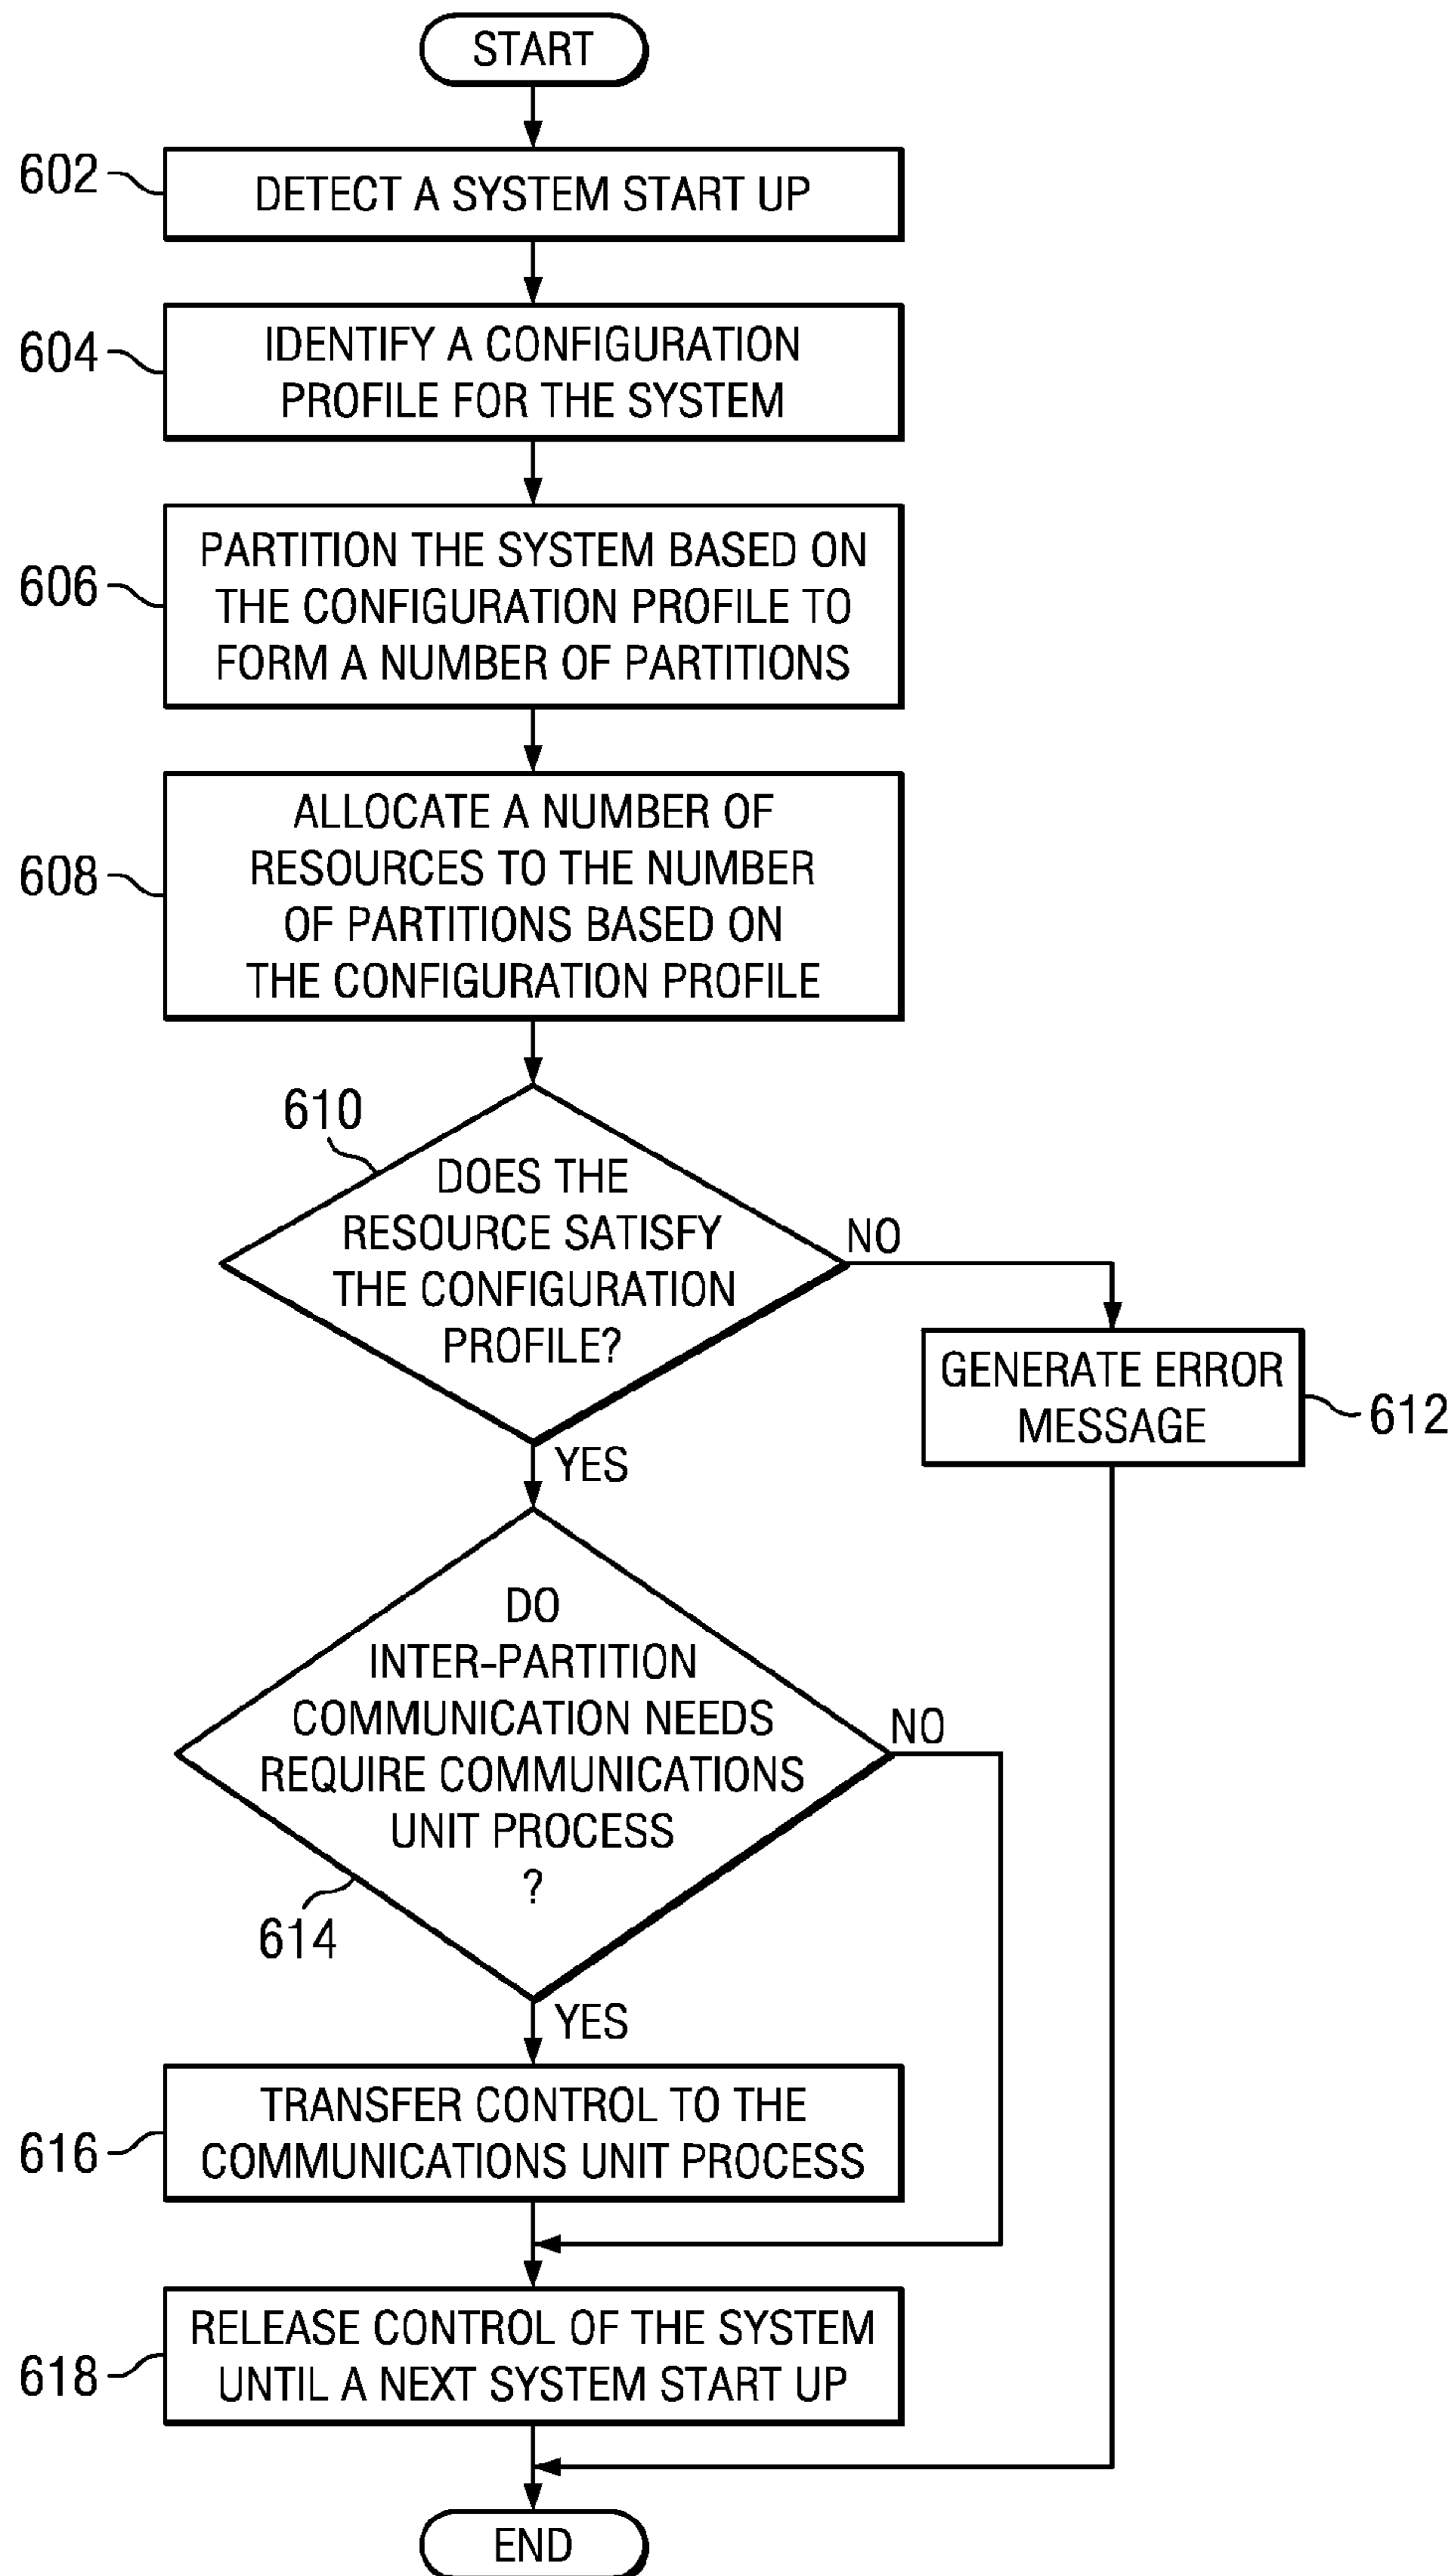 START
602
DETECT A SYSTEM START UP
604
IDENTIFY A CONFIGURATION
PROFILE FOR THE SYSTEM
606
PARTITION THE SYSTEM BASED ON
THE CONFIGURATION PROFILE TO
FORM A NUMBER OF PARTITIONS
608
ALLOCATE A NUMBER OF
RESOURCES TO THE NUMBER
OF PARTITIONS BASED ON
THE CONFIGURATION PROFILE
610
DOES THE
RESOURCE SATISFY
THE CONFIGURATION
PROFILE?
NO
GENERATE ERROR
MESSAGE
612
YES
DO
INTER-PARTITION
COMMUNICATION NEEDS
REQUIRE COMMUNICATIONS
UNIT PROCESS
?
NO
614
YES
616
TRANSFER CONTROL TO THE
COMMUNICATIONS UNIT PROCESS
618
RELEASE CONTROL OF THE SYSTEM
UNTIL A NEXT SYSTEM START UP
END